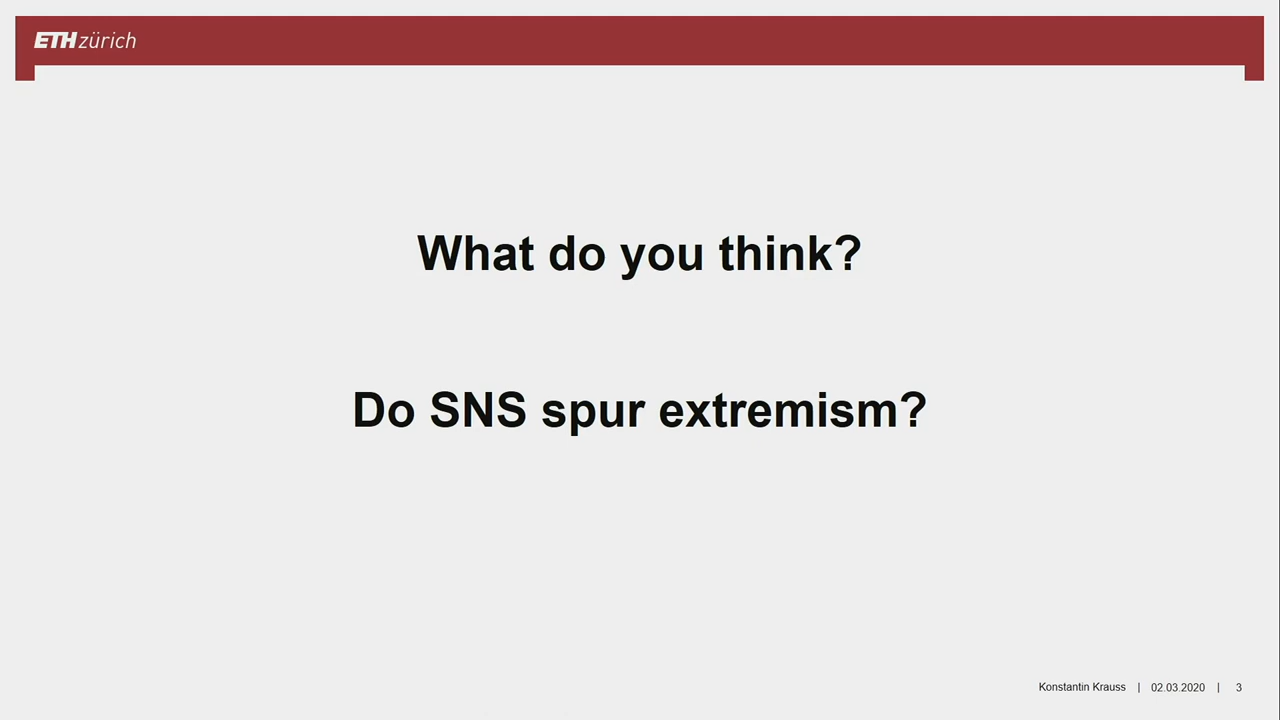 ETH zürich
What do you think?
Do SNS spur extremism?
Konstantin Krauss | 02.03.2020 | 3